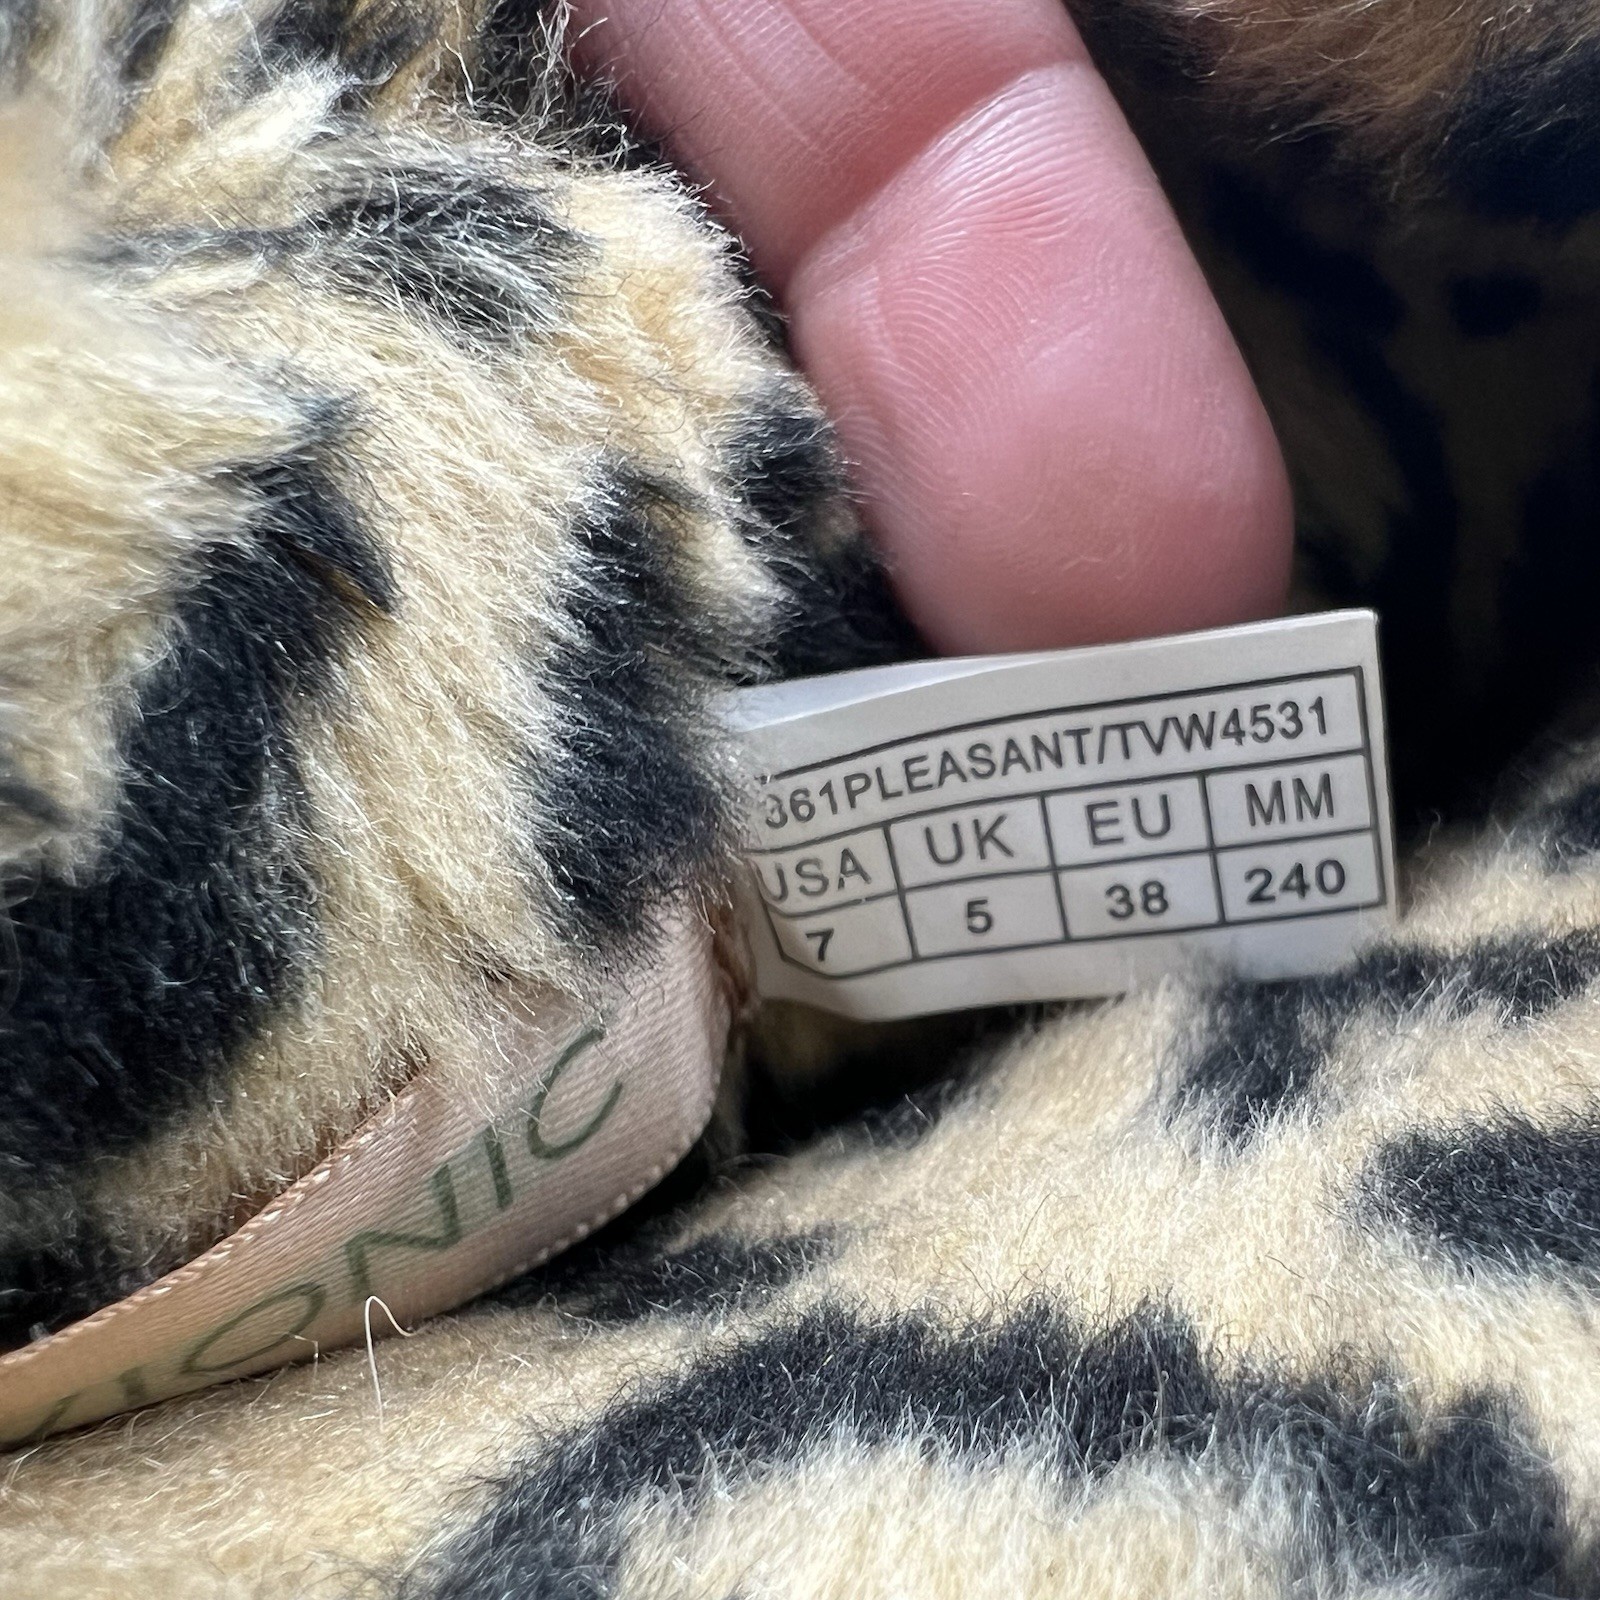 361PLEASANT/TVW4531
USA UK EU MM
7 5 38 240